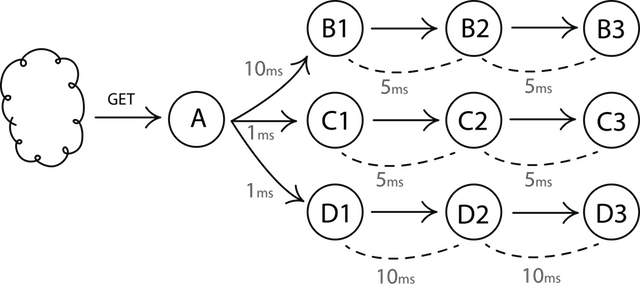 B1 B2 B3
10ms
5ms 5ms
GET
A
1ms
C1 C2 C3
5ms 5ms
1ms
D1 D2 D3
10ms 10ms